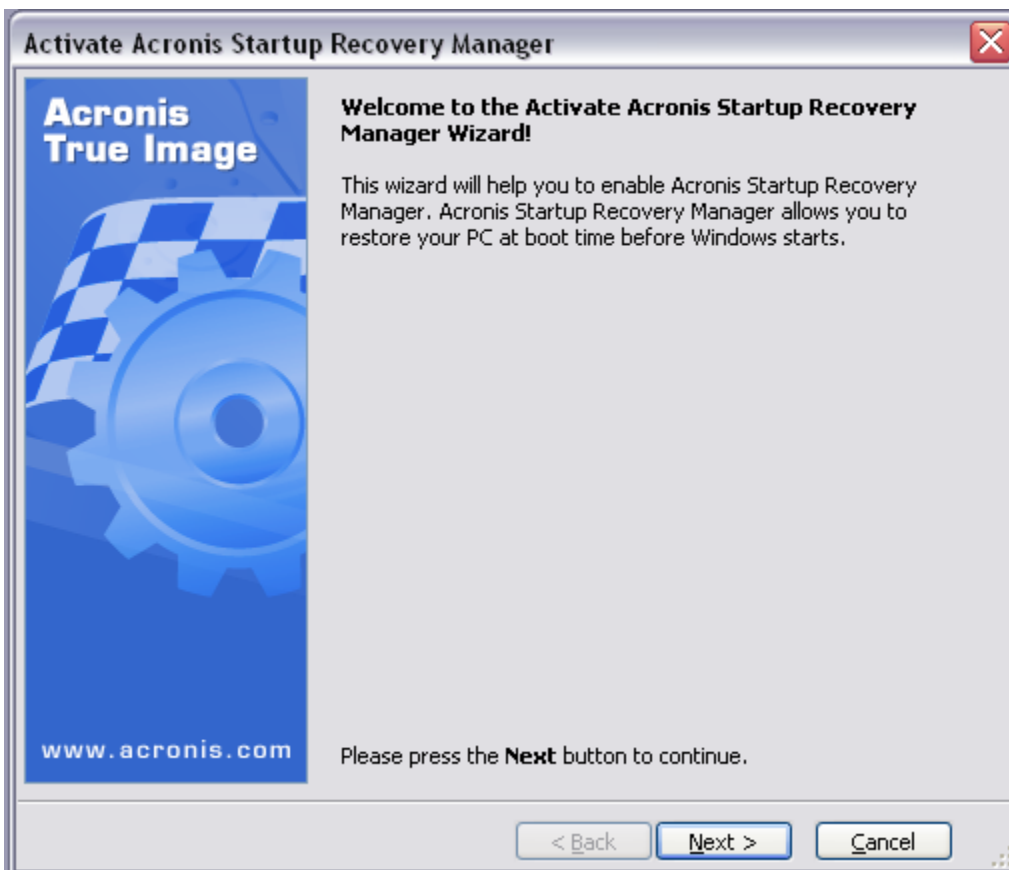 Activate Acronis Startup Recovery Manager
Acronis
True Image
www.acronis.com
Welcome to the Activate Acronis Startup Recovery
Manager Wizard!
This wizard will help you to enable Acronis Startup Recovery
Manager. Acronis Startup Recovery Manager allows you to
restore your PC at boot time before Windows starts.
Please press the Next button to continue.
< Back
Next >
Cancel